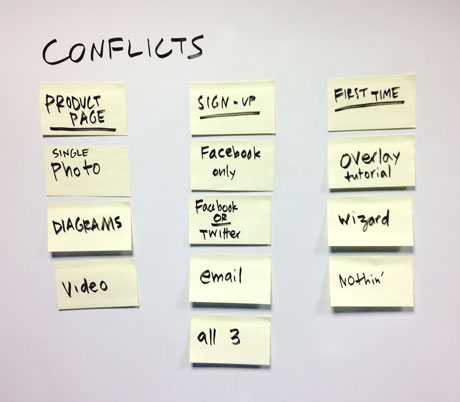 CONFLICTS
PRODUCT
PAGE
SINGLE
Photo
DIAGRAMS
Video
SIGN-UP
Facebook
only
Facebook
OR
Twitter
email
all 3
FIRST TIME
Overlay
tutorial
Wizard
Nothin'